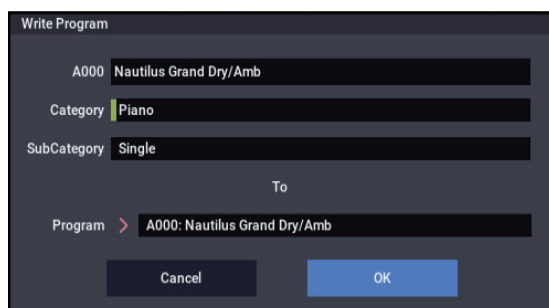 Write Program
A000 Nautilus Grand Dry/Amb
Category Piano
SubCategory Single
To
Program > A000: Nautilus Grand Dry/Amb
Cancel OK